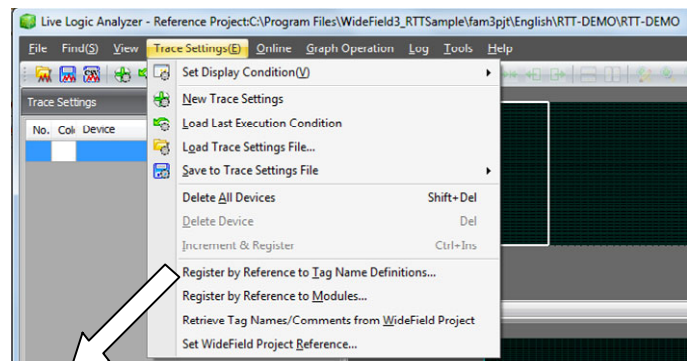 Live Logic Analyzer - Reference Project:C:\Program Files\WideField3_RTTSample\fam3pjt\English\RTT-DEMO\RTT-DEMO
File Find(S) View Trace Settings(E) Online Graph Operation Log Tools Help
Set Display Condition(V)
Trace Settings
New Trace Settings
No. Col Device
Load Last Execution Condition
Load Trace Settings File...
Save to Trace Settings File
Delete All Devices Shift+Del
Delete Device Del
Increment & Register Ctrl+Ins
Register by Reference to Tag Name Definitions...
Register by Reference to Modules...
Retrieve Tag Names/Comments from WideField Project
Set WideField Project Reference...